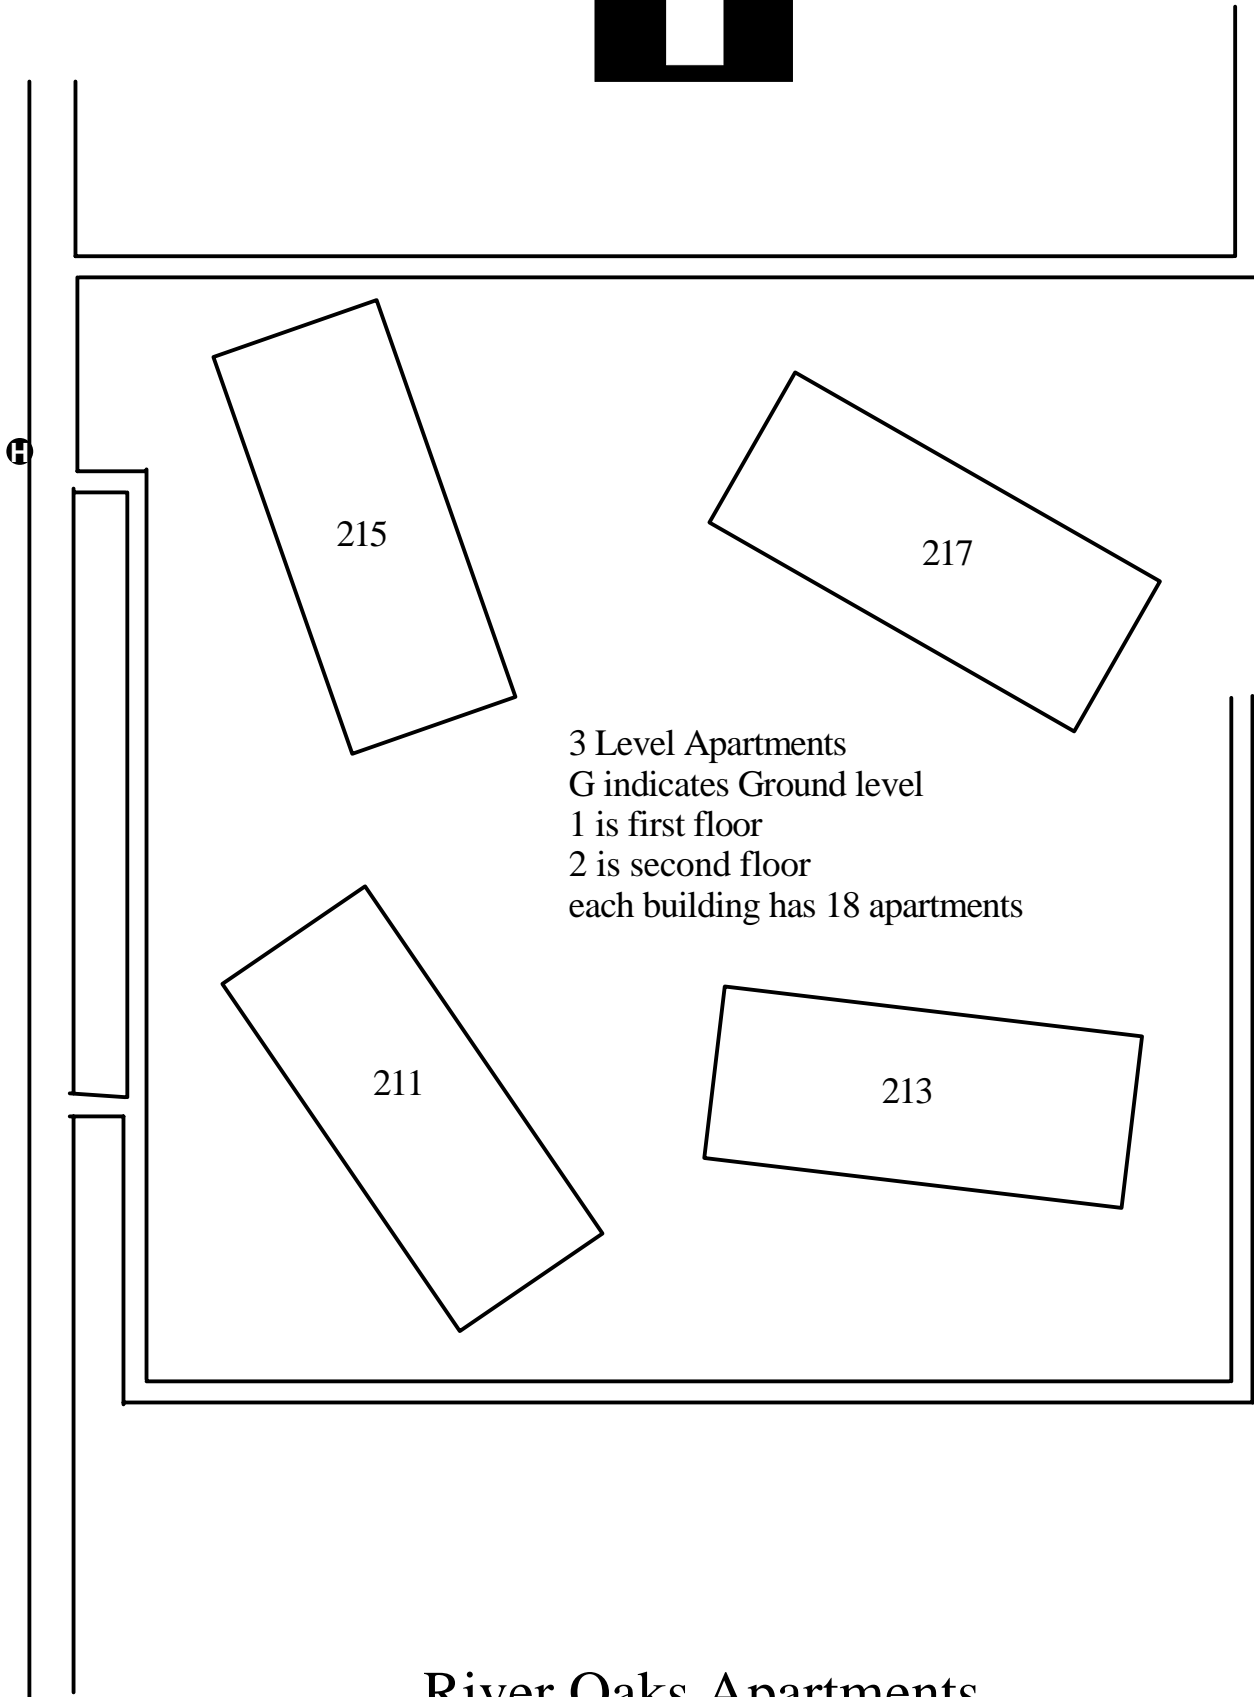 H
215
217
3 Level Apartments
G indicates Ground level
1 is first floor
2 is second floor
each building has 18 apartments
211
213
River Oaks Apartments